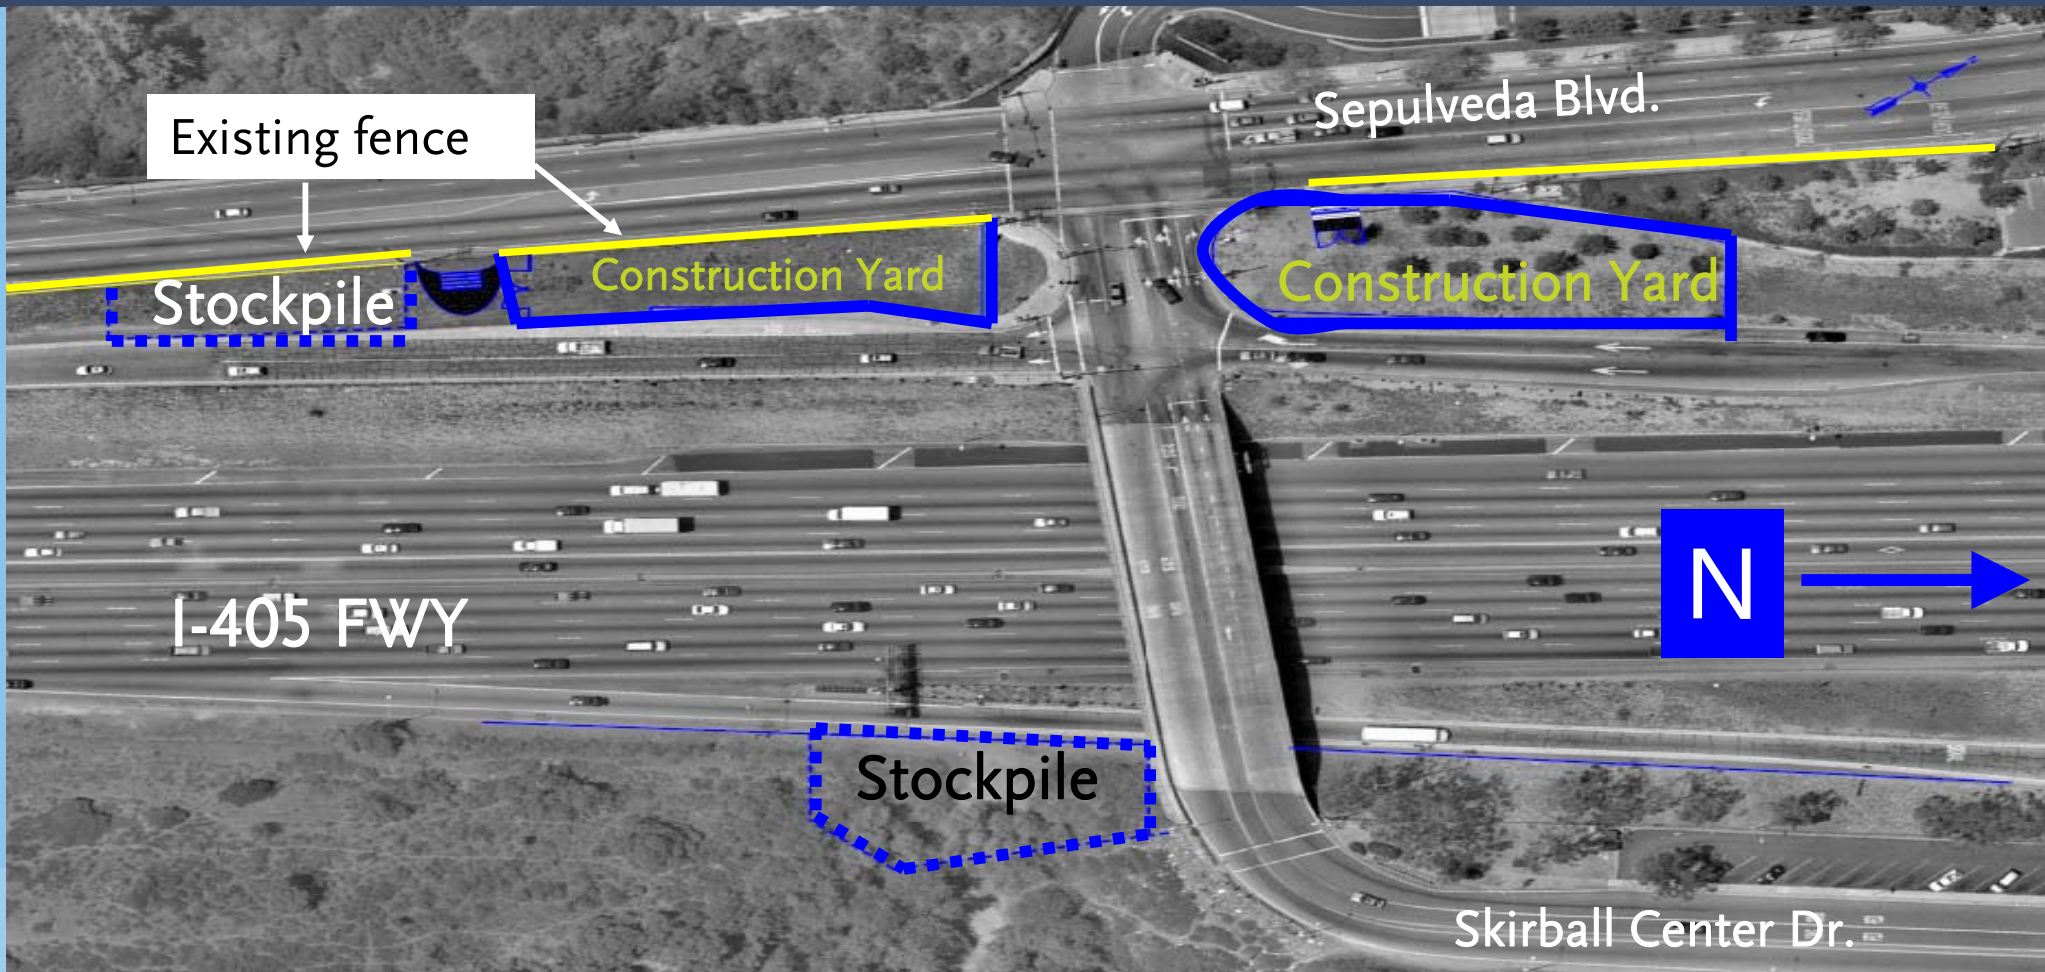 Sepulveda Blvd.
Existing fence
Construction Yard
Construction Yard
Stockpile
N
I-405 FWY
Stockpile
Skirball Center Dr.